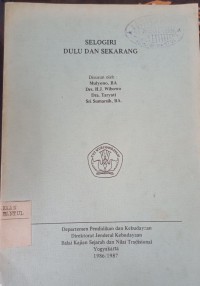 SELOGIRI
DULU DAN SEKARANG
Disusun oleh
Mulyono, BA
Drs. H.J. Wibowo
Dra. Taryati
Sri Sumarsih, BA.
Departemen Pendidikan dan Kebudayaan
Direktorat Jenderal Kebudayaan
Balai Kajian Sejarah dan Nilai Tradisional
Yogyakarta
1986/1987